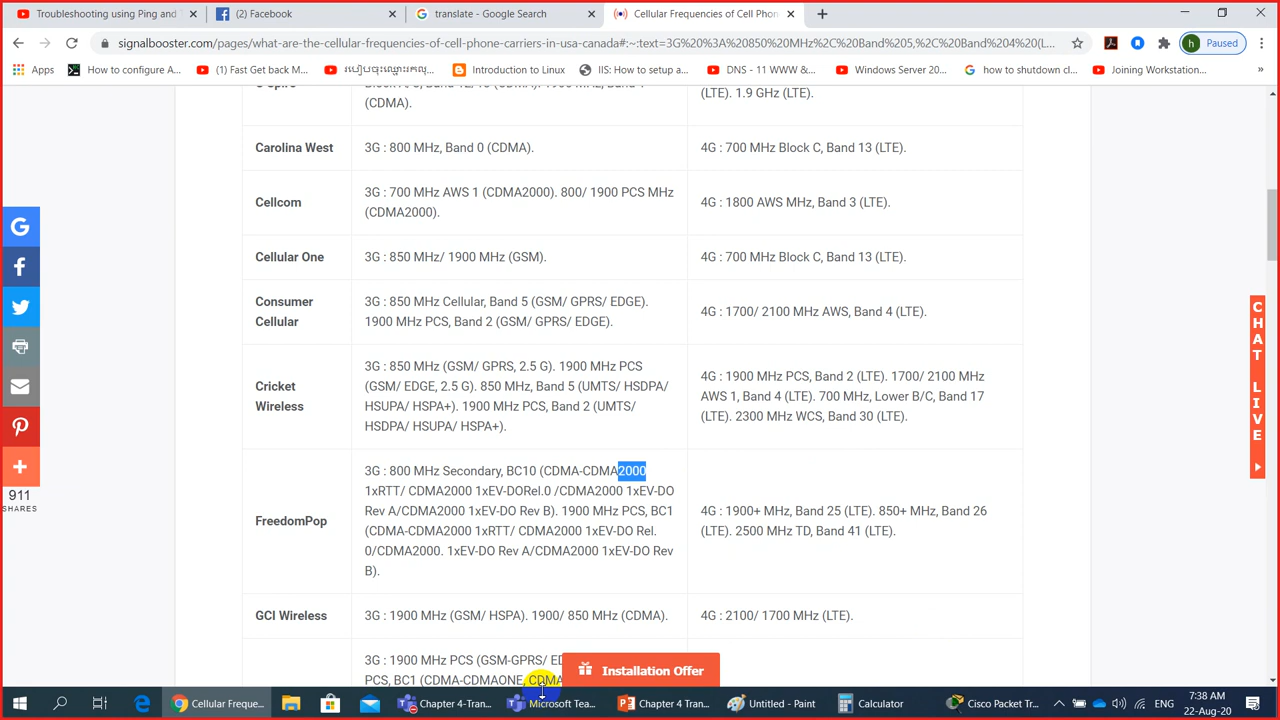 Troubleshooting using Ping and
(2) Facebook
translate - Google Search
Cellular Frequencies of Cell Phon
signalbooster.com/pages/what-are-the-cellular-frequencies-of-cell-phone-carriers-in-usa-canada#:~:text=3G%20%3A%20850%20MHz%2C%20Band%205,%2C%20Band%204%20(L...
h Paused
Apps
How to configure A...
(1) Fast Get back M...
Introduction to Linux
IIS: How to setup a...
DNS - 11 WWW &...
Windows Server 20...
how to shutdown cl...
Joining Workstation...
(CDMA).
(LTE). 1.9 GHz (LTE).
Carolina West
3G : 800 MHz, Band 0 (CDMA).
4G : 700 MHz Block C, Band 13 (LTE).
Cellcom
3G : 700 MHz AWS 1 (CDMA2000). 800/ 1900 PCS MHz
(CDMA2000).
4G : 1800 AWS MHz, Band 3 (LTE).
Cellular One
3G : 850 MHz/ 1900 MHz (GSM).
4G : 700 MHz Block C, Band 13 (LTE).
Consumer
Cellular
3G : 850 MHz Cellular, Band 5 (GSM/ GPRS/ EDGE).
1900 MHz PCS, Band 2 (GSM/ GPRS/ EDGE).
4G : 1700/ 2100 MHz AWS, Band 4 (LTE).
Cricket
Wireless
3G : 850 MHz (GSM/ GPRS, 2.5 G). 1900 MHz PCS
(GSM/ EDGE, 2.5 G). 850 MHz, Band 5 (UMTS/ HSDPA/
HSUPA/ HSPA+). 1900 MHz PCS, Band 2 (UMTS/
HSDPA/ HSUPA/ HSPA+).
4G : 1900 MHz PCS, Band 2 (LTE). 1700/ 2100 MHz
AWS 1, Band 4 (LTE). 700 MHz, Lower B/C, Band 17
(LTE). 2300 MHz WCS, Band 30 (LTE).
FreedomPop
3G : 800 MHz Secondary, BC10 (CDMA-CDMA2000
1xRTT/ CDMA2000 1xEV-DORel.0 /CDMA2000 1xEV-DO
Rev A/CDMA2000 1xEV-DO Rev B). 1900 MHz PCS, BC1
(CDMA-CDMA2000 1xRTT/ CDMA2000 1xEV-DO Rel.
0/CDMA2000. 1xEV-DO Rev A/CDMA2000 1xEV-DO Rev
B).
4G : 1900+ MHz, Band 25 (LTE). 850+ MHz, Band 26
(LTE). 2500 MHz TD, Band 41 (LTE).
GCI Wireless
3G : 1900 MHz (GSM/ HSPA). 1900/ 850 MHz (CDMA).
4G : 2100/ 1700 MHz (LTE).
3G : 1900 MHz PCS (GSM-GPRS/ ED
PCS, BC1 (CDMA-CDMAONE, CDMA
Installation Offer
911
SHARES
CHAT LIVE
Cellular Freque...
Chapter 4-Tran...
Microsoft Tea...
Chapter 4 Tran...
Untitled - Paint
Calculator
Cisco Packet Tr...
ENG
7:38 AM
22-Aug-20